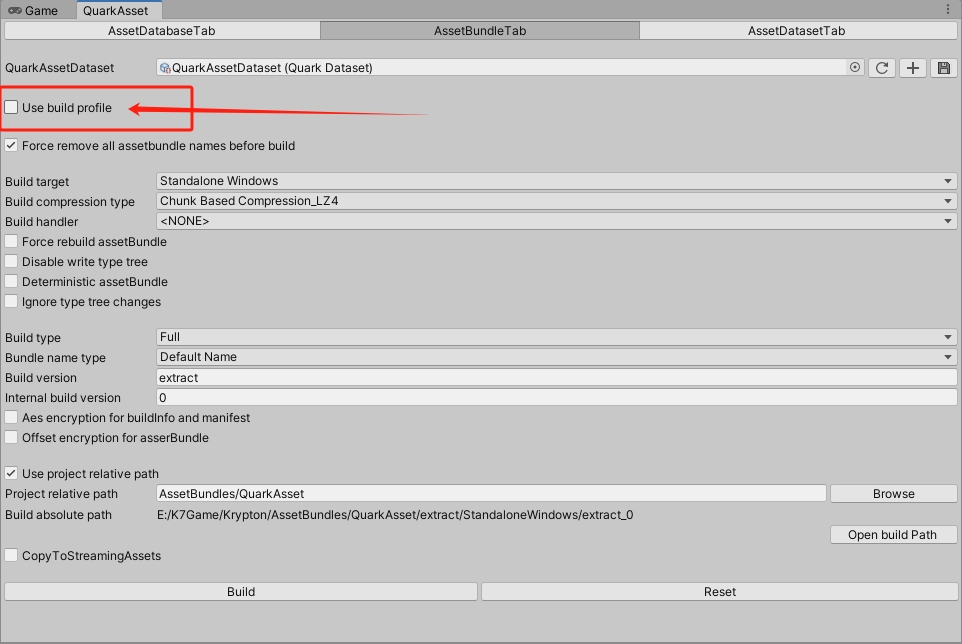 Game QuarkAsset
AssetDatabaseTab AssetBundleTab AssetDatasetTab
QuarkAssetDataset QuarkAssetDataset (Quark Dataset)
Use build profile
Force remove all assetbundle names before build
Build target Standalone Windows
Build compression type Chunk Based Compression_LZ4
Build handler <NONE>
Force rebuild assetBundle
Disable write type tree
Deterministic assetBundle
Ignore type tree changes
Build type Full
Bundle name type Default Name
Build version extract
Internal build version 0
Aes encryption for buildInfo and manifest
Offset encryption for asserBundle
Use project relative path
Project relative path AssetBundles/QuarkAsset Browse
Build absolute path E:/K7Game/Krypton/AssetBundles/QuarkAsset/extract/StandaloneWindows/extract_0
Open build Path
CopyToStreamingAssets
Build Reset